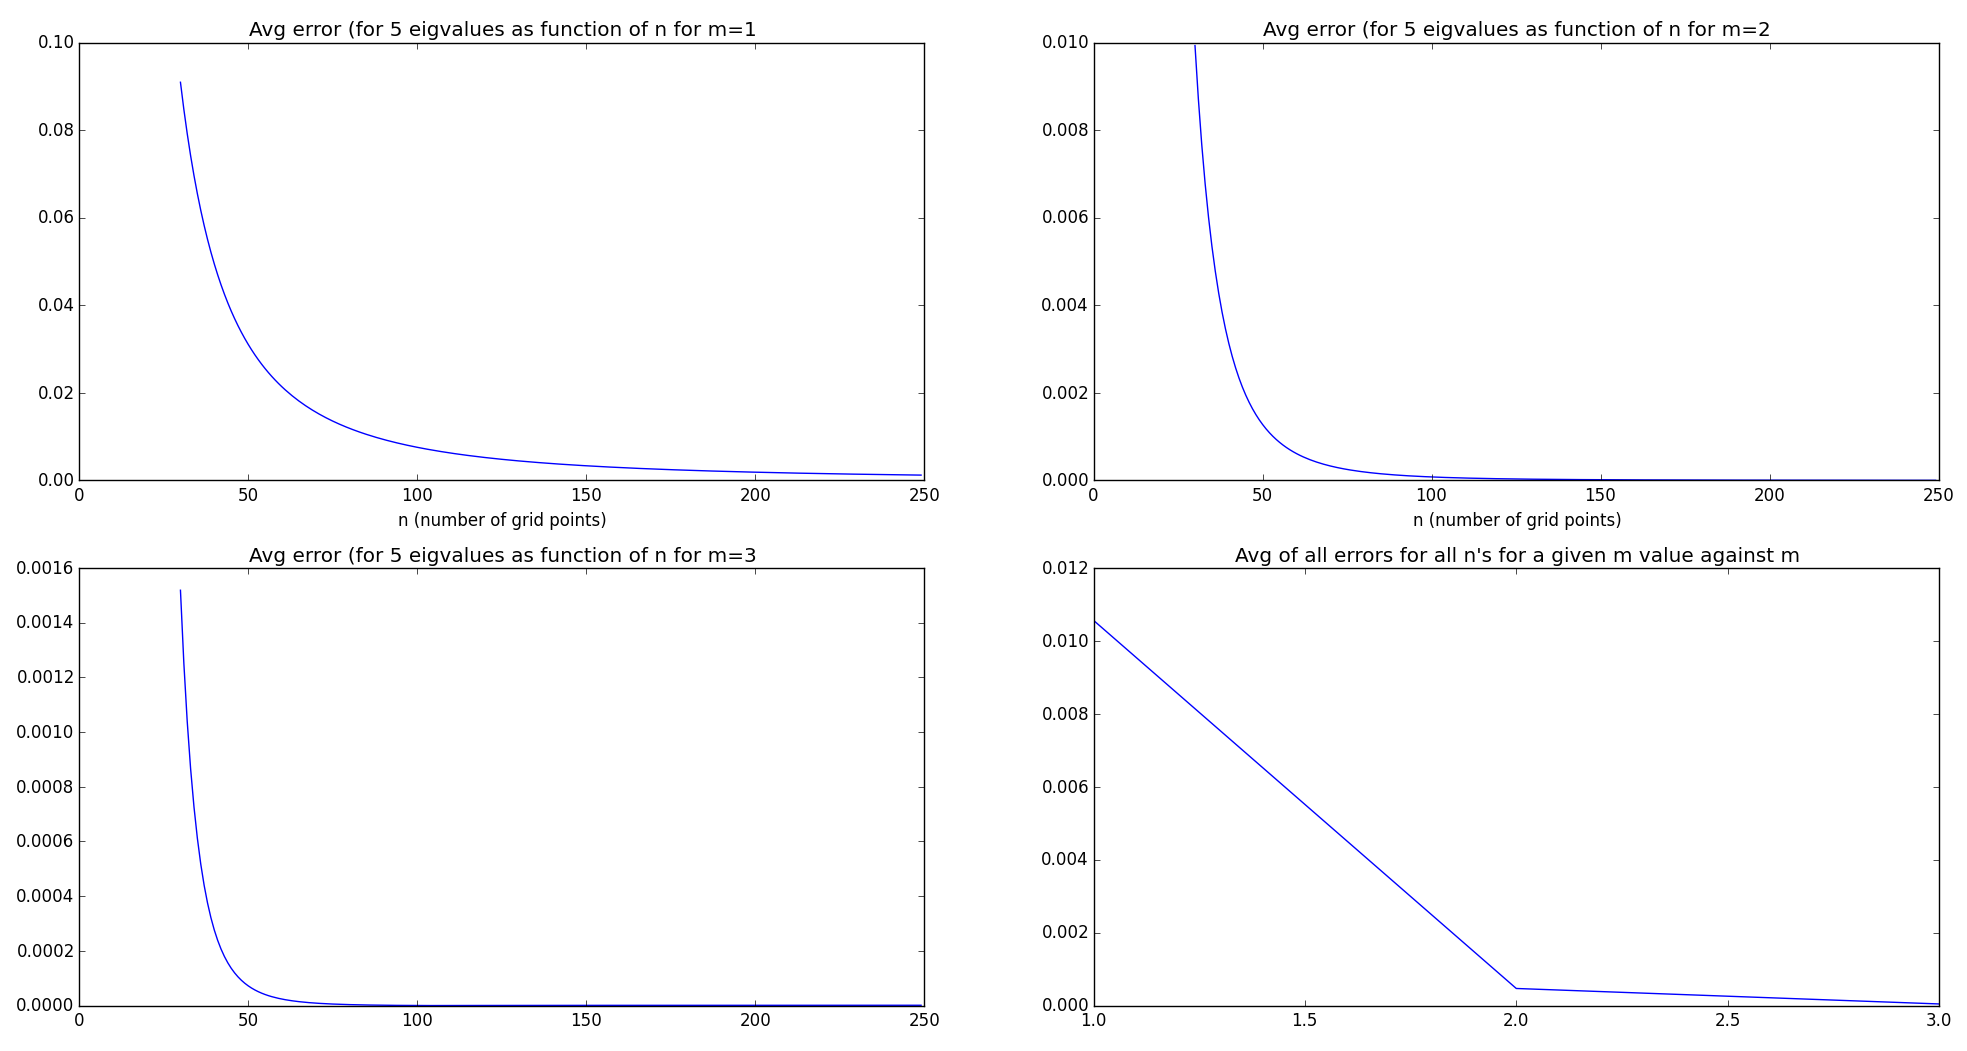 Avg error (for 5 eigvalues as function of n for m=1
0.10
0.08
0.06
0.04
0.02
0.00
0 50 100 150 200 250
n (number of grid points)
Avg error (for 5 eigvalues as function of n for m=2
0.010
0.008
0.006
0.004
0.002
0.000
0 50 100 150 200 250
n (number of grid points)
Avg error (for 5 eigvalues as function of n for m=3
0.0016
0.0014
0.0012
0.0010
0.0008
0.0006
0.0004
0.0002
0.0000
0 50 100 150 200 250
Avg of all errors for all n's for a given m value against m
0.012
0.010
0.008
0.006
0.004
0.002
0.000
1.0 1.5 2.0 2.5 3.0